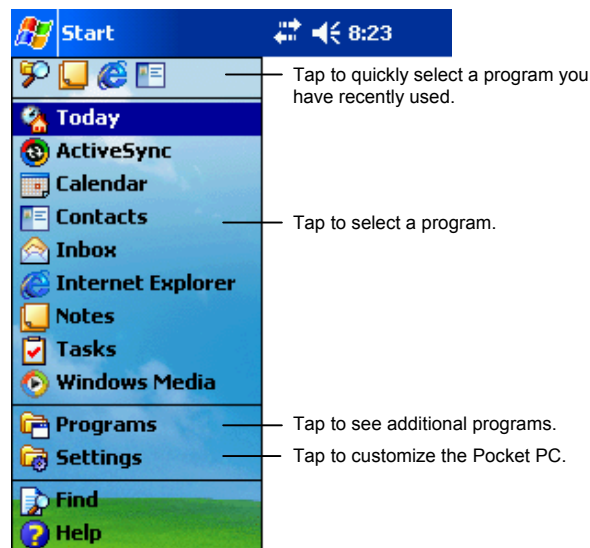 Start 8:23
Tap to quickly select a program you
have recently used.
Today
ActiveSync
Calendar
Contacts
Tap to select a program.
Inbox
Internet Explorer
Notes
Tasks
Windows Media
Programs
Tap to see additional programs.
Settings
Tap to customize the Pocket PC.
Find
Help